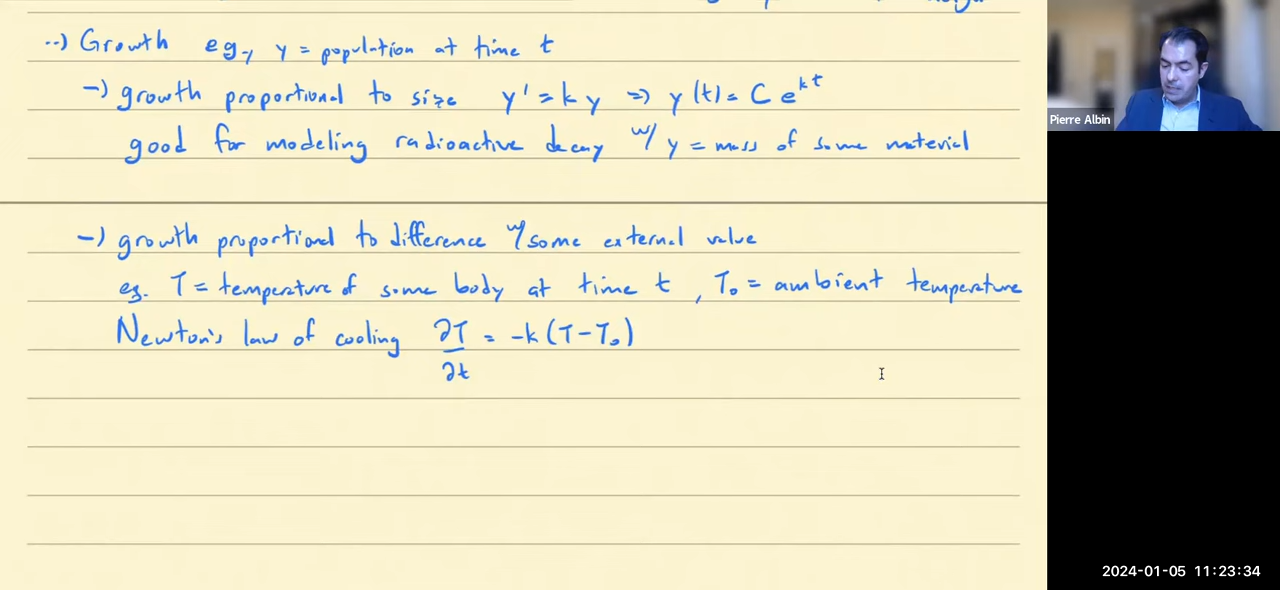 ··) Growth eg, y = population at time t
-) growth proportional to size y' = k y => y(t) = C e^{kt}
good for modeling radioactive decay w/ y = mass of some material
-) growth proportional to difference w/ some external value
eg. T = temperature of some body at time t, T₀ = ambient temperature
Newton's law of cooling ∂T/∂t = -k(T-T₀)
Pierre Albin
2024-01-05 11:23:34